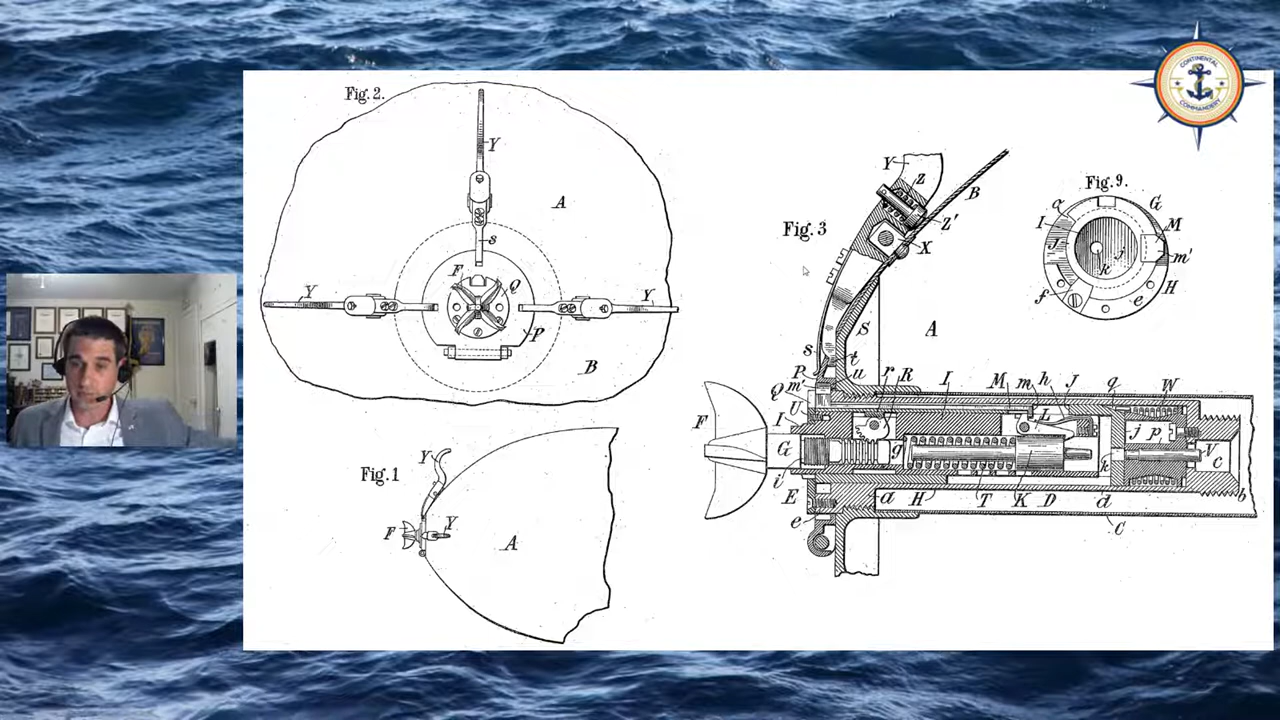 CONTINENTAL
COMMANDERY
Fig. 2.
Y
A
s
F
Q
Y
Y
P
B
Fig. 1
Y
F
Y
A
Fig. 3
Y
Z
B
Z'
X
S
A
s
t
P
u
Q
m'
r
R
I
M
m
h
J
q
W
F
U
I
L
j
p
G
g
V
C
i
k
E
a
H
T
K
D
d
b
e
C
Fig. 9.
a
G
I
M
J
j
m'
k
f
H
e